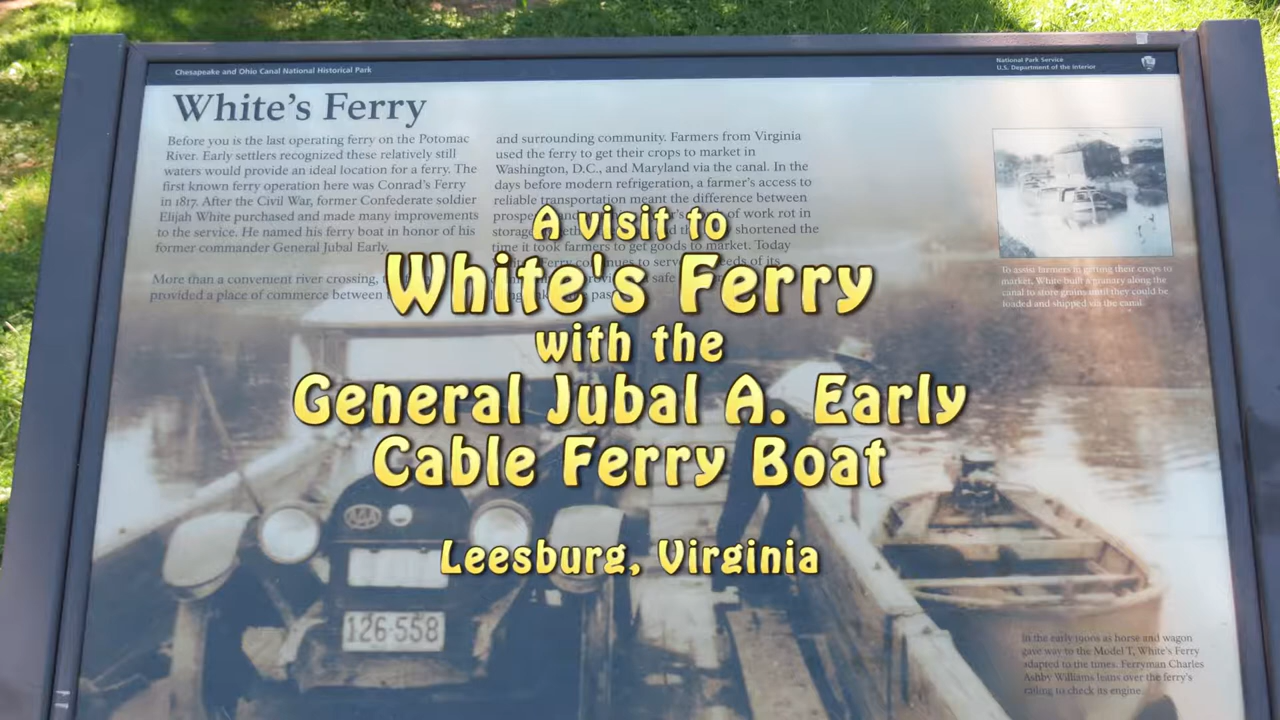 Chesapeake and Ohio Canal National Historical Park
National Park Service
U.S. Department of the Interior
White's Ferry
Before you is the last operating ferry on the Potomac
River. Early settlers recognized these relatively still
waters would provide an ideal location for a ferry. The
first known ferry operation here was Conrad's Ferry
in 1817. After the Civil War, former Confederate soldier
Elijah White purchased and made many improvements
to the service. He named his ferry boat in honor of his
former commander General Jubal Early.
More than a convenient river crossing,
provided a place of commerce between
and surrounding community. Farmers from Virginia
used the ferry to get their crops to market in
Washington, D.C., and Maryland via the canal. In the
days before modern refrigeration, a farmer's access to
reliable transportation meant the difference between
of work rot in
shortened the
time it took farmers to get goods to market. Today
of its
safe
To assist farmers in getting their crops to
market, White built a granary along the
canal to store grains until they could be
loaded and shipped via the canal.
A visit to
White's Ferry
with the
General Jubal A. Early
Cable Ferry Boat
Leesburg, Virginia
126-558
In the early 1900s as horse and wagon
gave way to the Model T, White's Ferry
adapted to the times. Ferryman Charles
Ashby Williams leans over the ferry's
railing to check its engine.